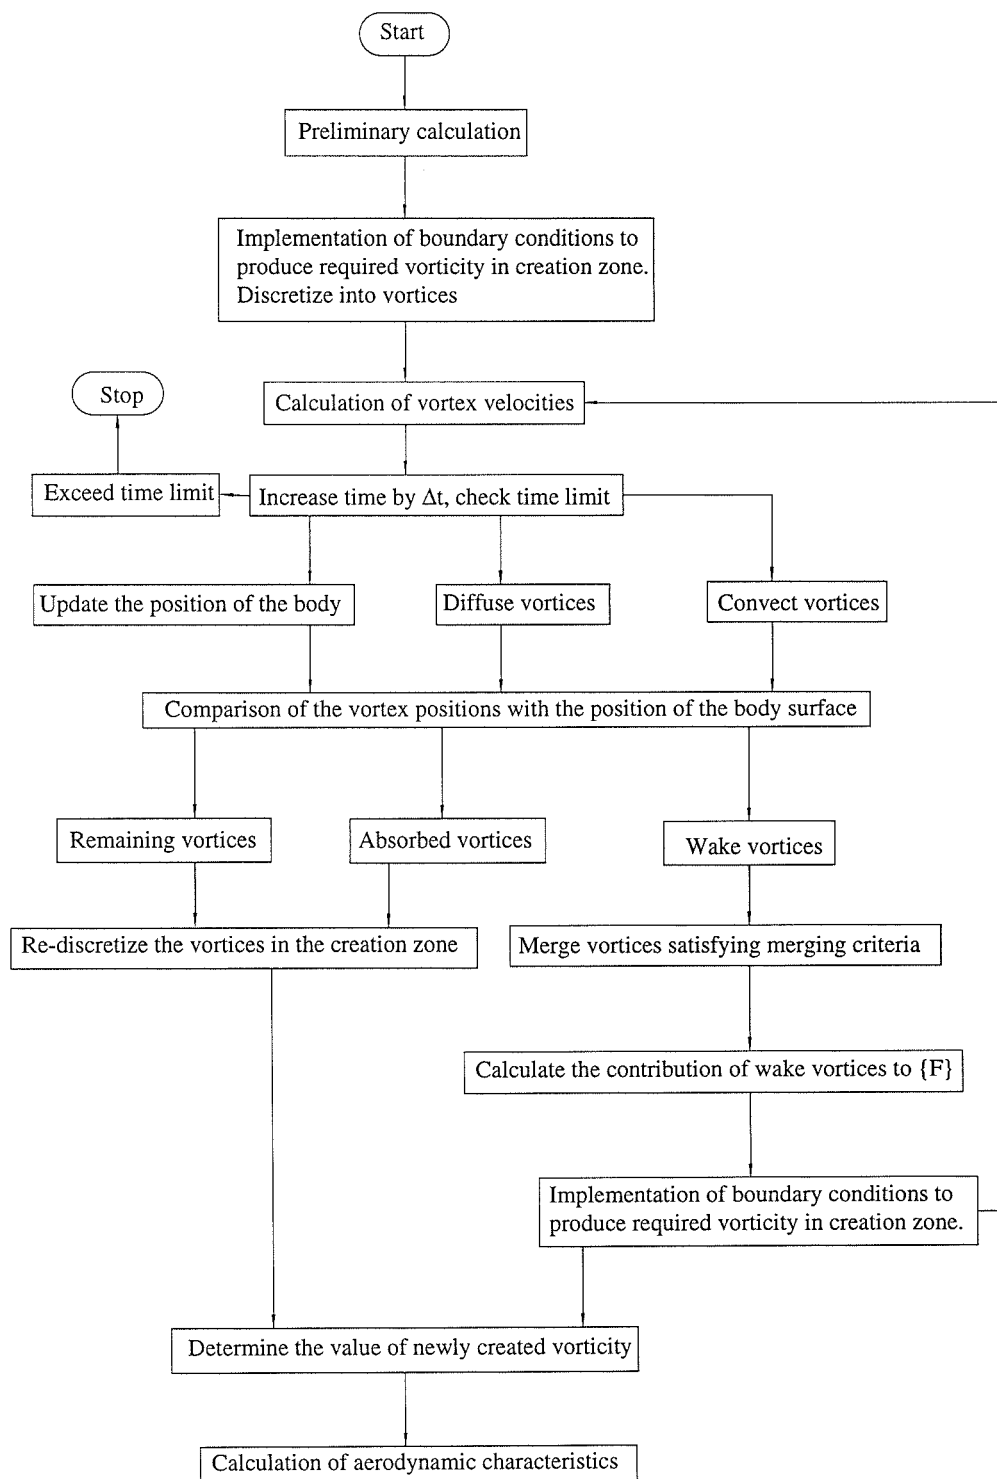 Start
Preliminary calculation
Implementation of boundary conditions to
produce required vorticity in creation zone.
Discretize into vortices
Stop
Calculation of vortex velocities
Exceed time limit
Increase time by Δt, check time limit
Update the position of the body
Diffuse vortices
Convect vortices
Comparison of the vortex positions with the position of the body surface
Remaining vortices
Absorbed vortices
Wake vortices
Re-discretize the vortices in the creation zone
Merge vortices satisfying merging criteria
Calculate the contribution of wake vortices to {F}
Implementation of boundary conditions to
produce required vorticity in creation zone.
Determine the value of newly created vorticity
Calculation of aerodynamic characteristics